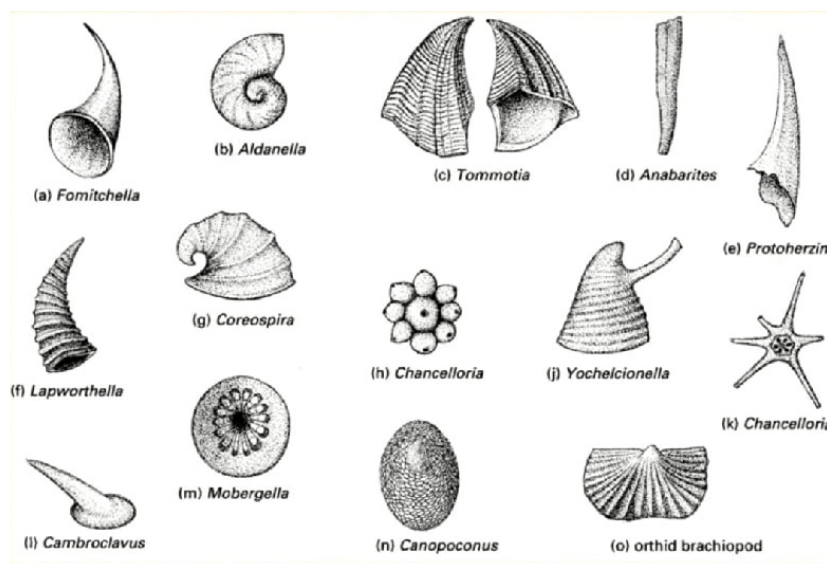 (a) Fomitchella
(b) Aldanella
(c) Tommotia
(d) Anabarites
(e) Protoherzin
(f) Lapworthella
(g) Coreospira
(h) Chancelloria
(j) Yochelcionella
(k) Chancelloria
(l) Cambroclavus
(m) Mobergella
(n) Canopoconus
(o) orthid brachiopod